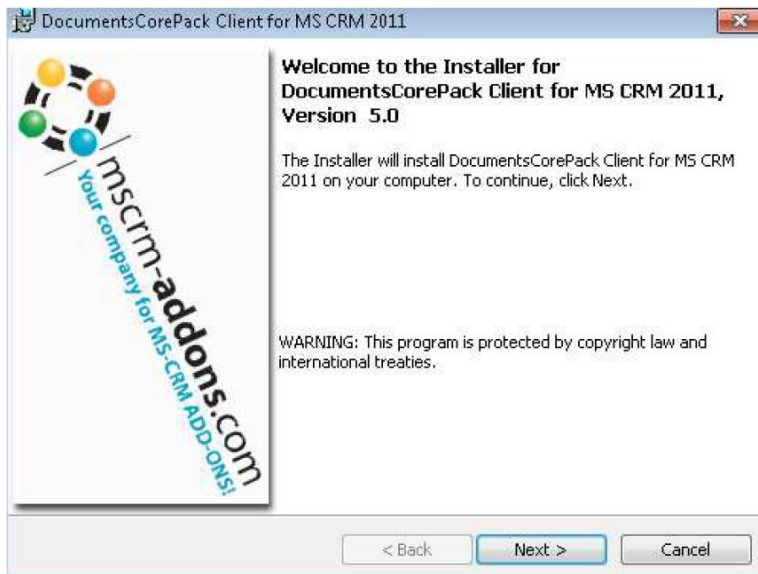 DocumentsCorePack Client for MS CRM 2011
Welcome to the Installer for
DocumentsCorePack Client for MS CRM 2011,
Version 5.0
The Installer will install DocumentsCorePack Client for MS CRM
2011 on your computer. To continue, click Next.
mscrm-addons.com
Your company for MS-CRM ADD-ONS!
WARNING: This program is protected by copyright law and
international treaties.
< Back
Next >
Cancel